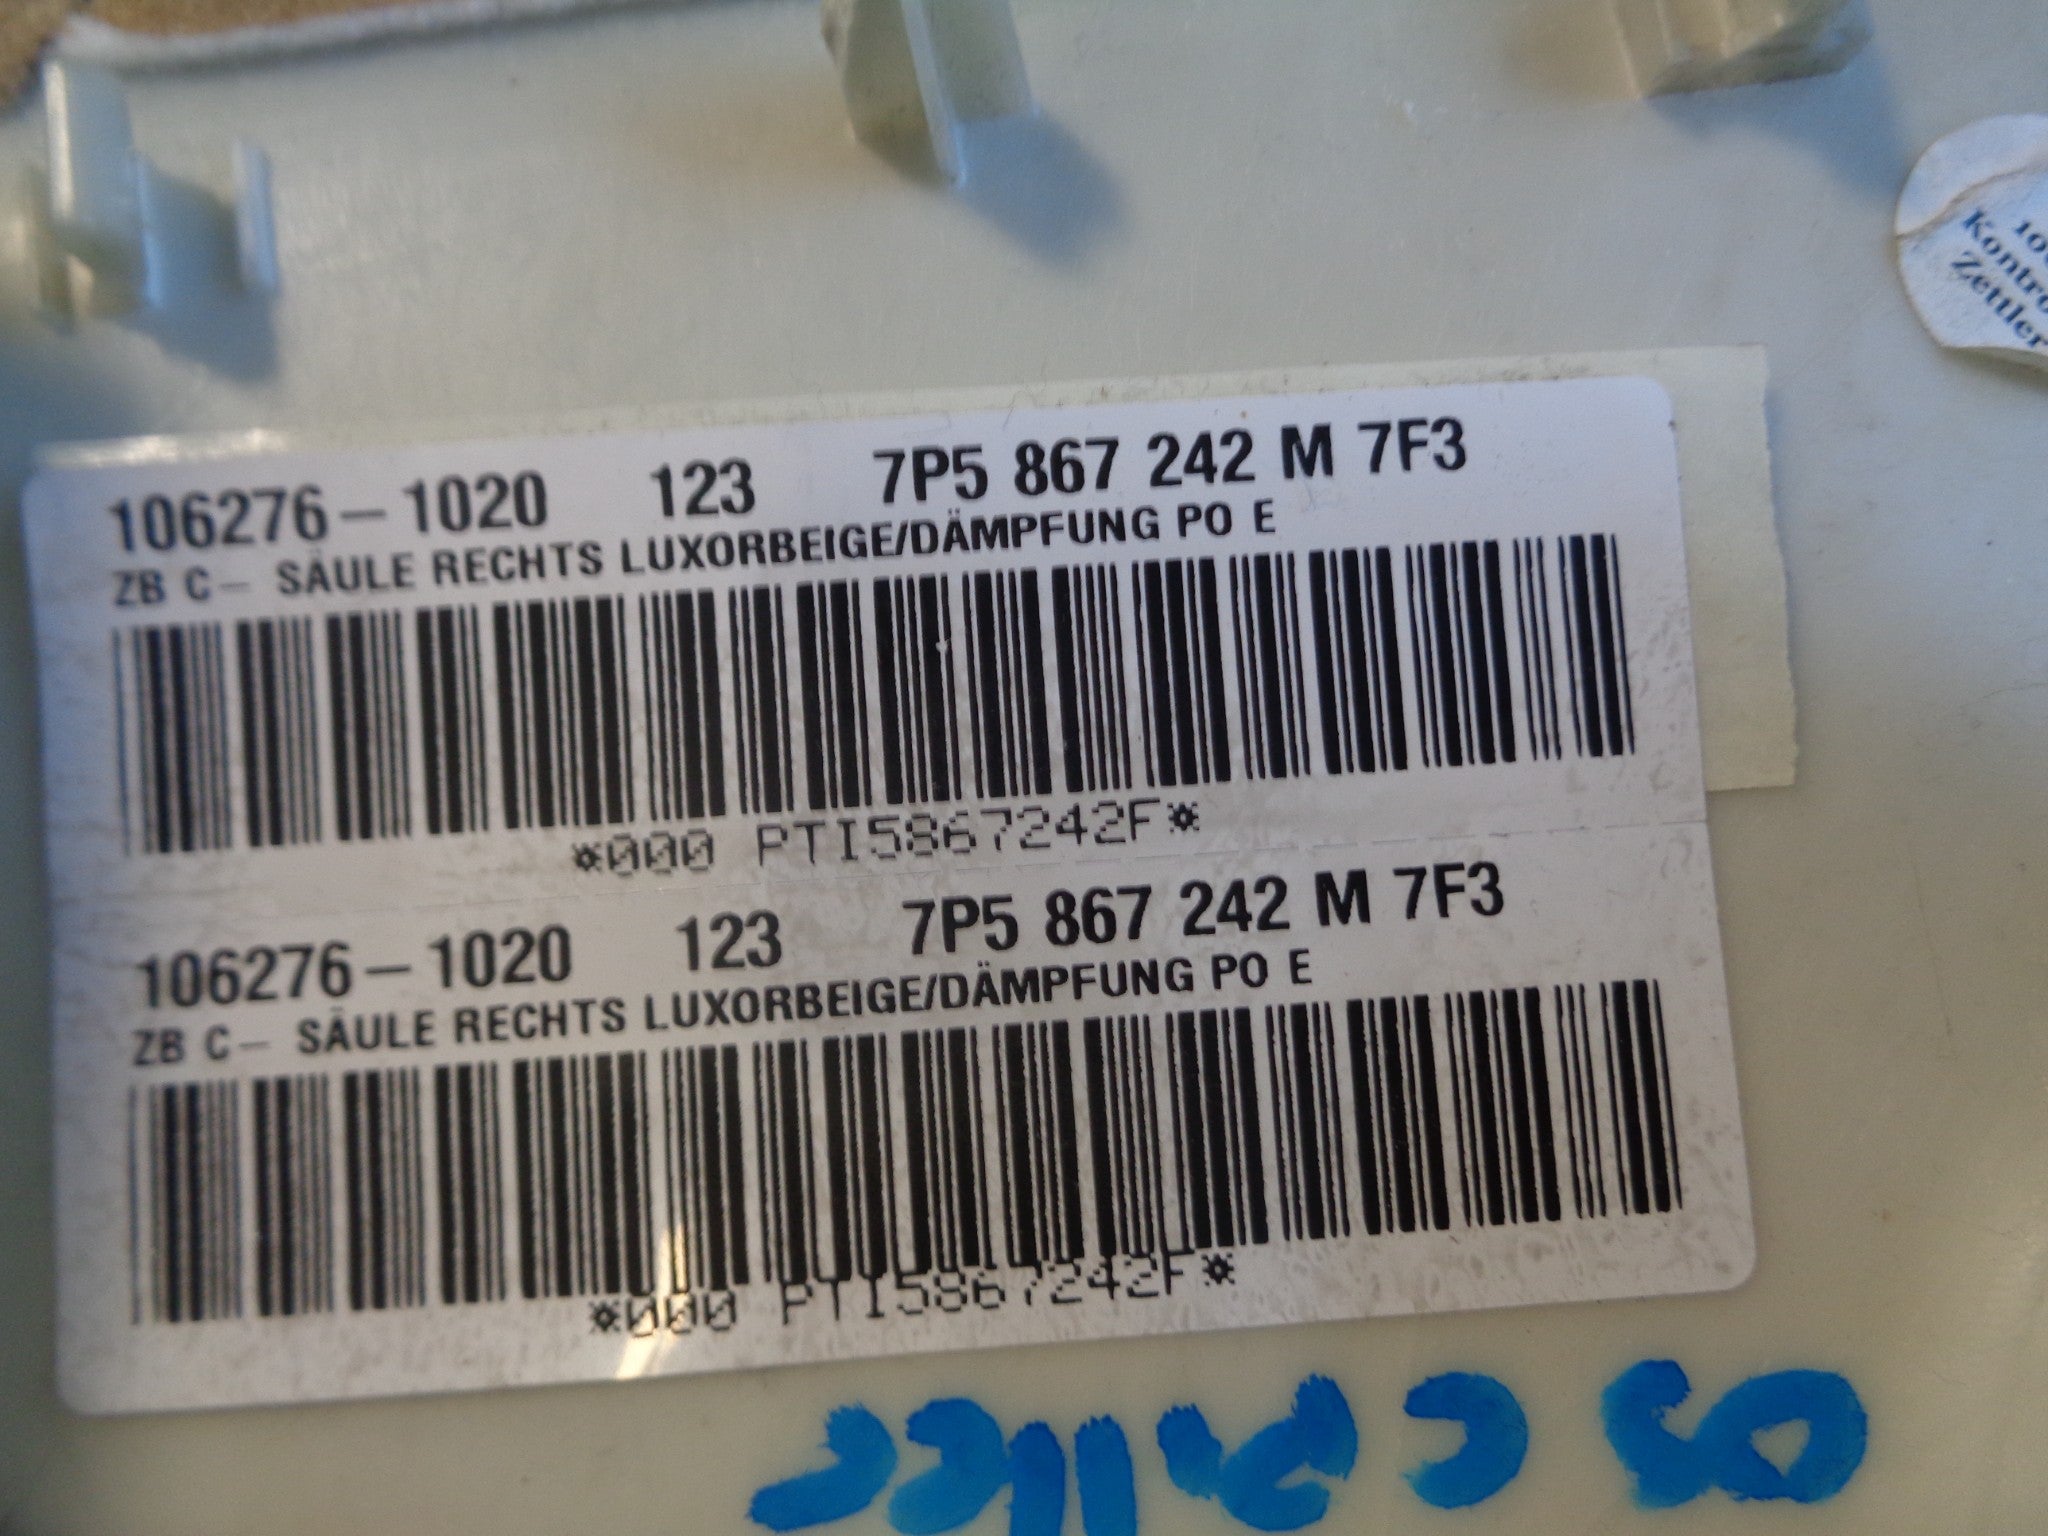 106276-1020 123 7P5 867 242 M 7F3
ZB C- SÄULE RECHTS LUXORBEIGE/DÄMPFUNG PO E
*000 PTI5867242F*
106276-1020 123 7P5 867 242 M 7F3
ZB C- SÄULE RECHTS LUXORBEIGE/DÄMPFUNG PO E
*000 PTI5867242F*
Zettler
C Piller